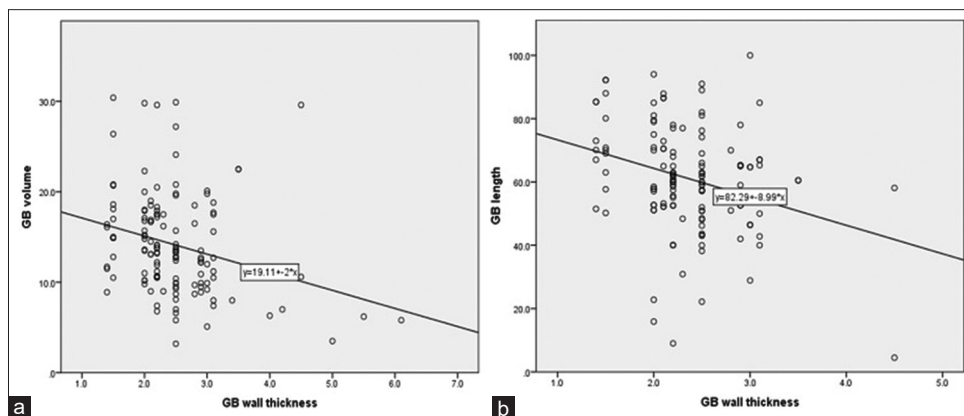 GB volume
30.0
20.0
10.0
.0
y=19.11+-2*x
1.0 2.0 3.0 4.0 5.0 6.0 7.0
GB wall thickness
a
GB length
100.0
80.0
60.0
40.0
20.0
.0
y=82.29+-8.99*x
1.0 2.0 3.0 4.0 5.0
GB wall thickness
b